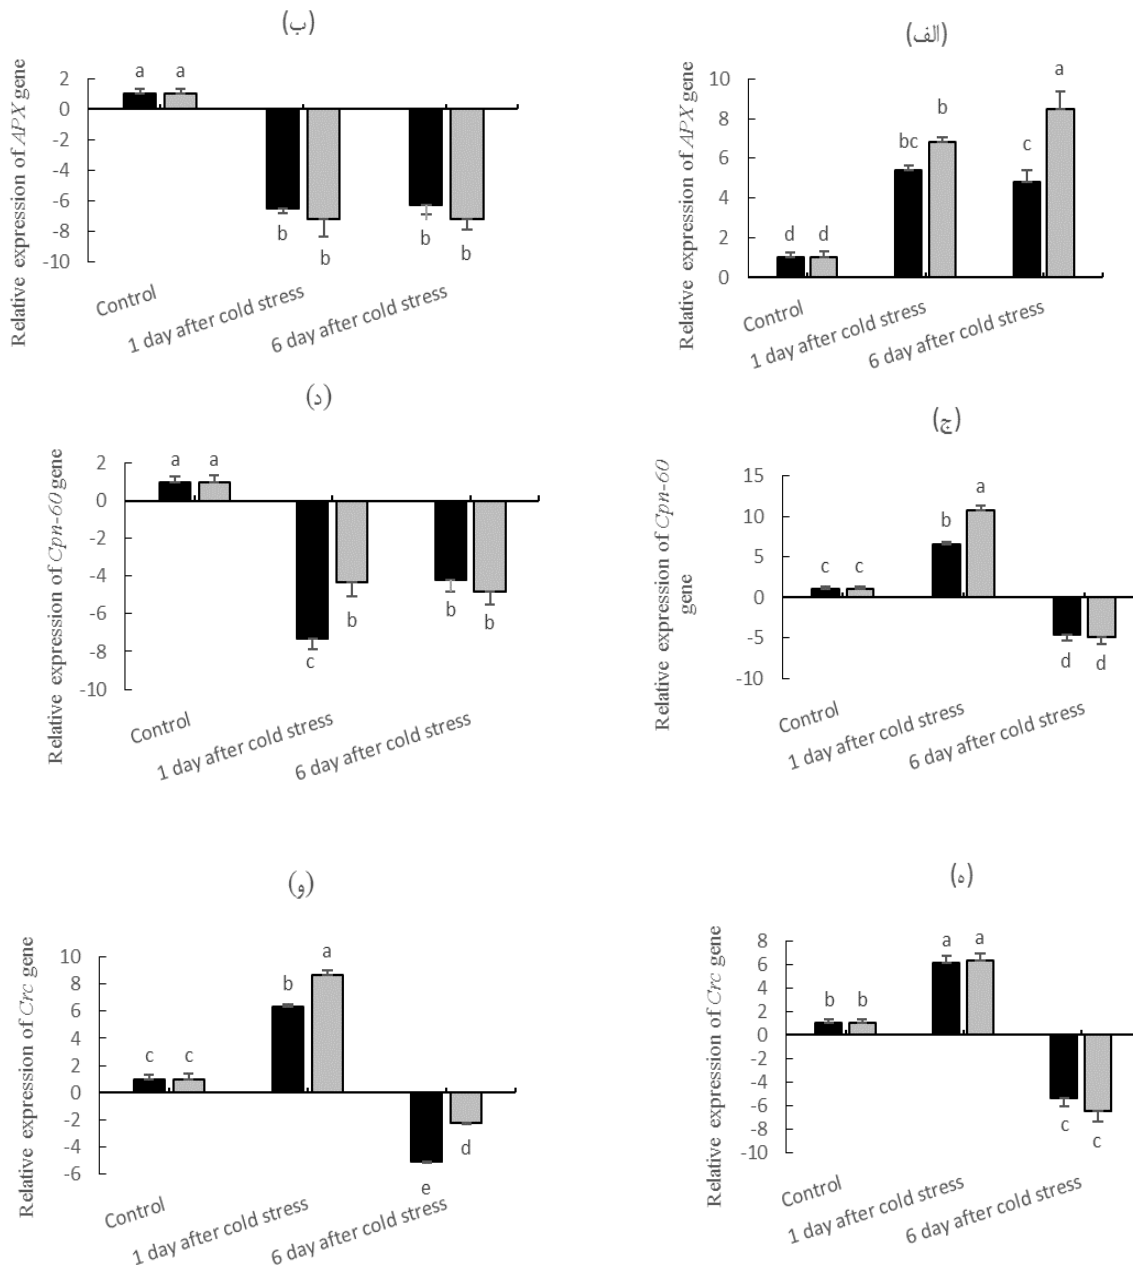 (الف)
Relative expression of APX gene
10
8
6
4
2
0
d d bc b c a
Control
1 day after cold stress
6 day after cold stress
(ب)
Relative expression of APX gene
2
0
-2
-4
-6
-8
-10
a a b b b b
Control
1 day after cold stress
6 day after cold stress
(ج)
Relative expression of Cpn-60
gene
15
10
5
0
-5
-10
c c b a d d
Control
1 day after cold stress
6 day after cold stress
(د)
Relative expression of Cpn-60 gene
2
0
-2
-4
-6
-8
-10
a a c b b b
Control
1 day after cold stress
6 day after cold stress
(ه)
Relative expression of Crc gene
8
6
4
2
0
-2
-4
-6
-8
-10
b b a a c c
Control
1 day after cold stress
6 day after cold stress
(و)
Relative expression of Crc gene
10
8
6
4
2
0
-2
-4
-6
c c b a e d
Control
1 day after cold stress
6 day after cold stress